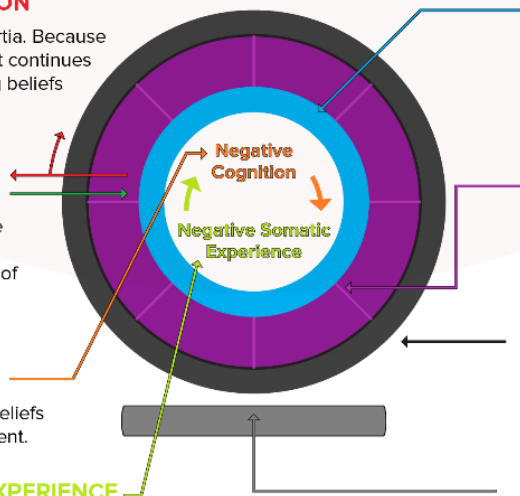 ON
rtia. Because
t continues
g beliefs
e
of
eliefs
ent.
XPERIENCE
Negative
Cognition
Negative Somatic
Experience